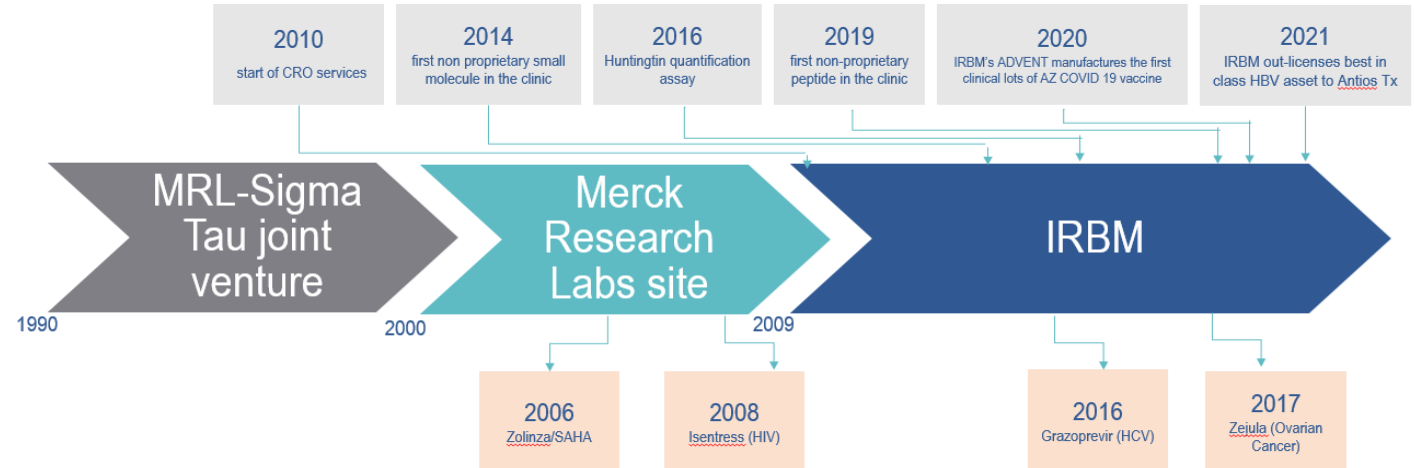 2010
start of CRO services
2014
first non proprietary small
molecule in the clinic
2016
Huntingtin quantification
assay
2019
first non-proprietary
peptide in the clinic
2020
IRBM's ADVENT manufactures the first
clinical lots of AZ COVID 19 vaccine
2021
IRBM out-licenses best in
class HBV asset to Antios Tx
MRL-Sigma
Tau joint
venture
Merck
Research
Labs site
IRBM
1990
2000
2009
2006
Zolinza/SAHA
2008
Isentress (HIV)
2016
Grazoprevir (HCV)
2017
Zejula (Ovarian
Cancer)